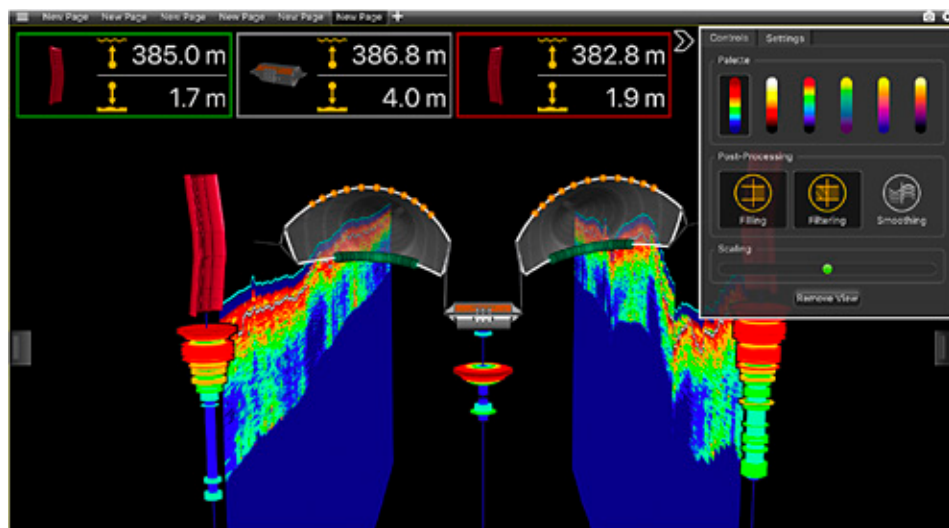 New Page New Page New Page New Page New Page New Page
385.0 m
1.7 m
386.8 m
4.0 m
382.8 m
1.9 m
Controls Settings
Palette
Post-Processing
Filling Filtering Smoothing
Scaling
Remove View